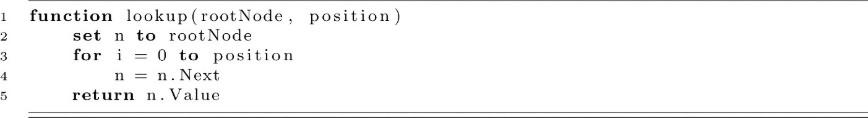 1 function lookup(rootNode, position)
2 set n to rootNode
3 for i = 0 to position
4 n = n.Next
5 return n.Value